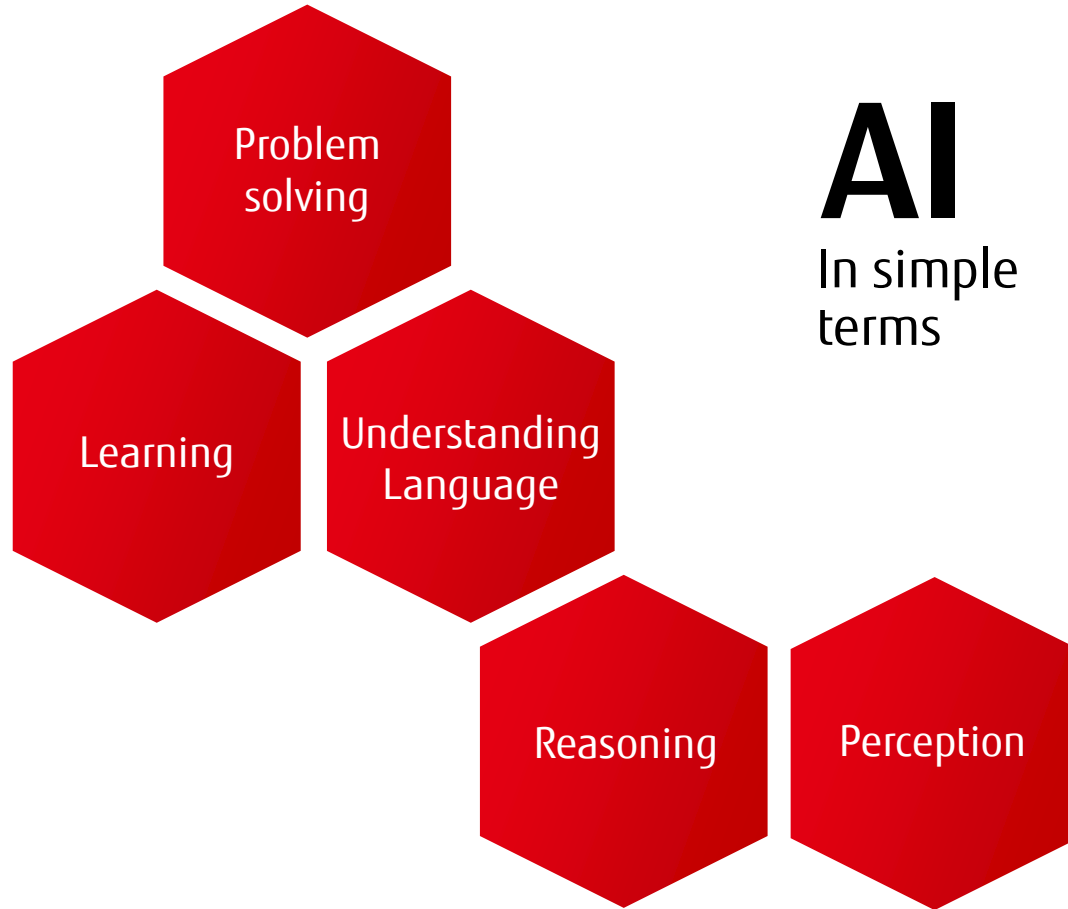 AI
In simple
terms
Problem
solving
Learning
Understanding
Language
Reasoning
Perception